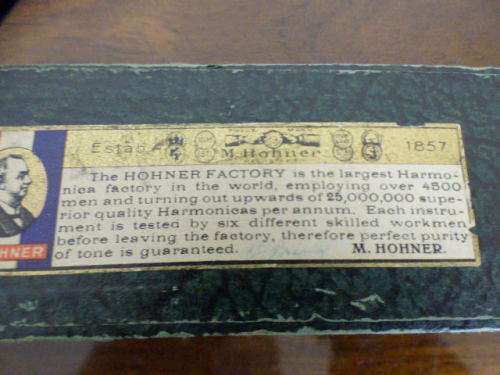 Estab. 1857
M. Hohner
The HOHNER FACTORY is the largest Harmo-
nica factory in the world, employing over 4500
men and turning out upwards of 25,000,000 supe-
rior quality Harmonicas per annum. Each instru-
ment is tested by six different skilled workmen
before leaving the factory, therefore perfect purity
of tone is guaranteed. M. HOHNER.
HNER